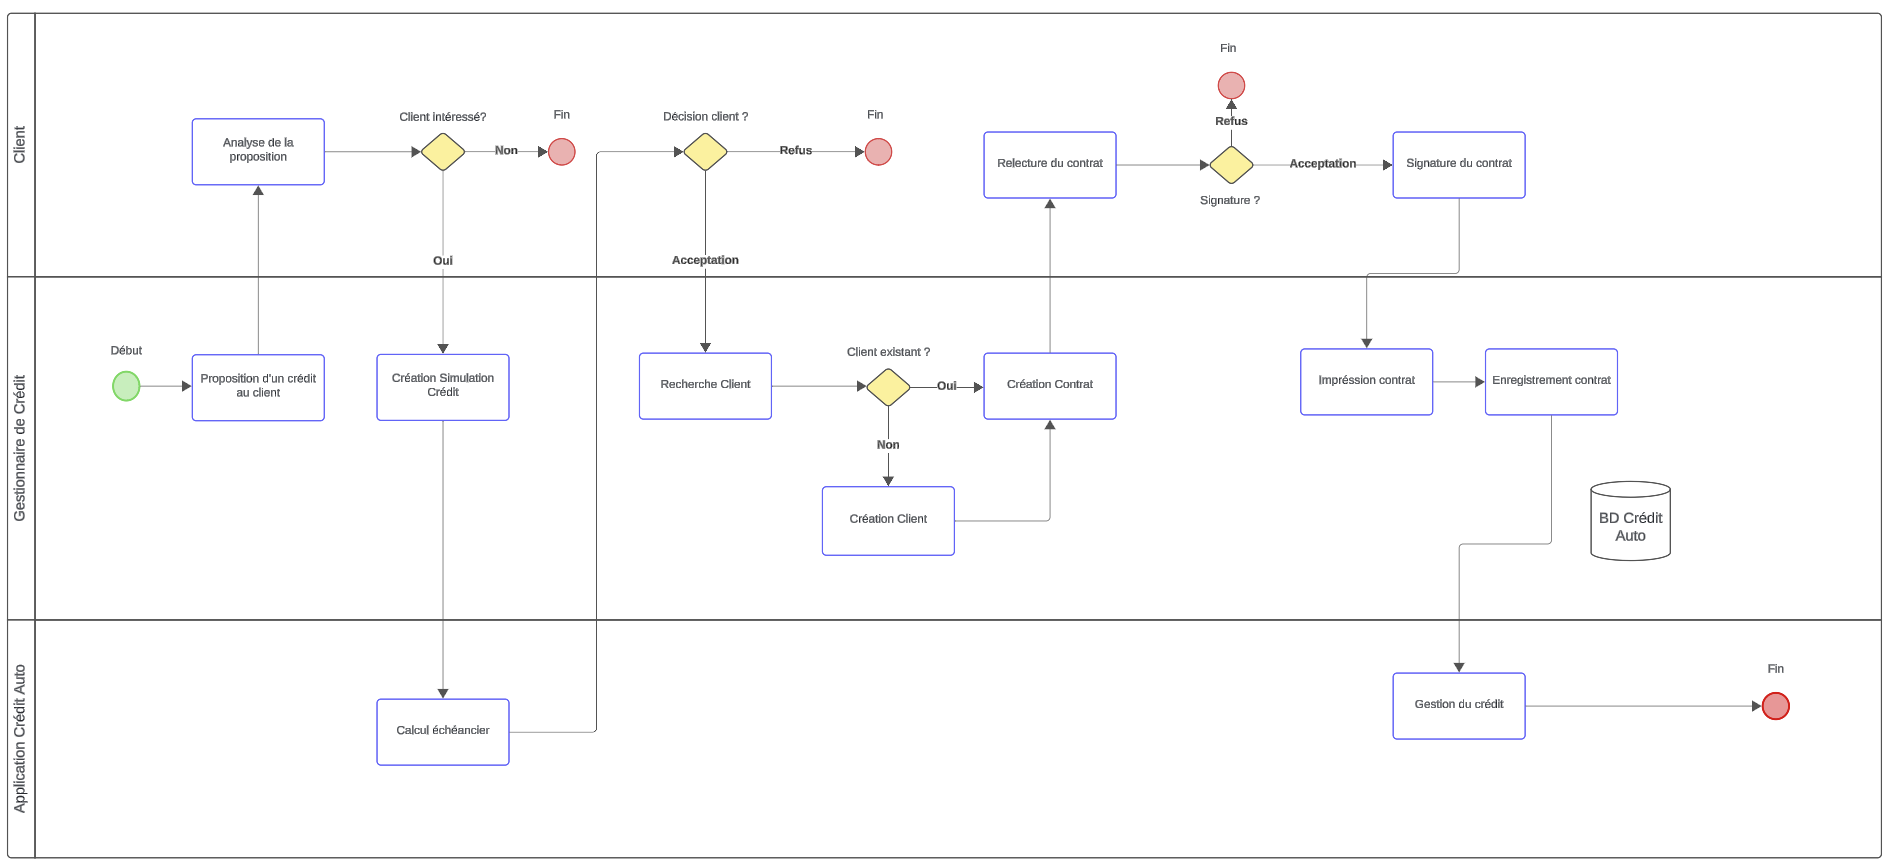 Client
Analyse de la
proposition
Client intéressé?
Non
Fin
Oui
Décision client ?
Refus
Fin
Acceptation
Relecture du contrat
Fin
Refus
Signature ?
Acceptation
Signature du contrat
Gestionnaire de Crédit
Début
Proposition d'un crédit
au client
Création Simulation
Crédit
Recherche Client
Client existant ?
Oui
Non
Création Client
Création Contrat
Impréssion contrat
Enregistrement contrat
BD Crédit
Auto
Application Crédit Auto
Calcul échéancier
Gestion du crédit
Fin